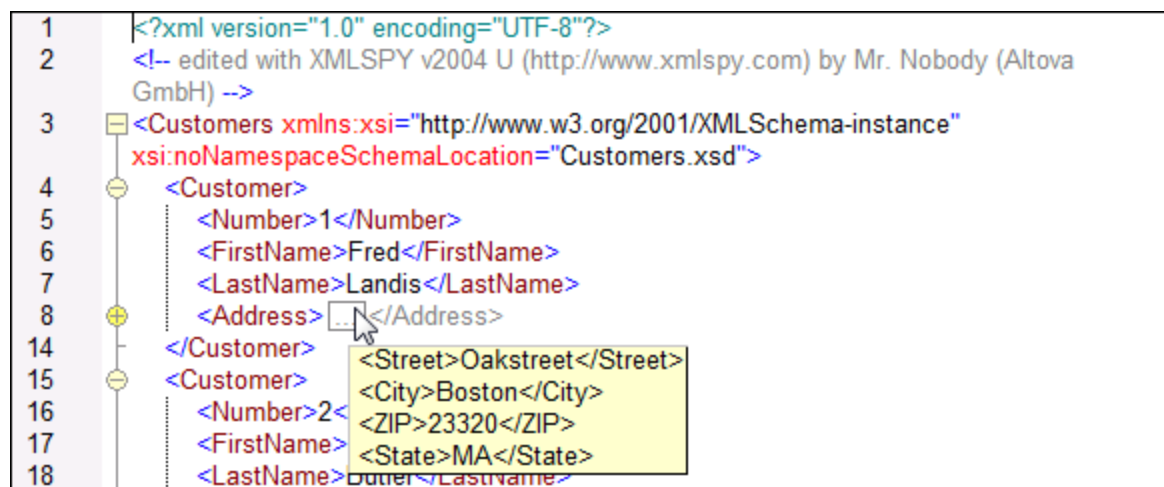 1 <?xml version="1.0" encoding="UTF-8"?>
2 <!-- edited with XMLSPY v2004 U (http://www.xmlspy.com) by Mr. Nobody (Altova
GmbH) -->
3 <Customers xmlns:xsi="http://www.w3.org/2001/XMLSchema-instance"
xsi:noNamespaceSchemaLocation="Customers.xsd">
4 <Customer>
5 <Number>1</Number>
6 <FirstName>Fred</FirstName>
7 <LastName>Landis</LastName>
8 <Address> ... </Address>
14 </Customer>
<Street>Oakstreet</Street>
15 <Customer>
<City>Boston</City>
16 <Number>2<
<ZIP>23320</ZIP>
17 <FirstName>
<State>MA</State>
18 <LastName>Butler</LastName>